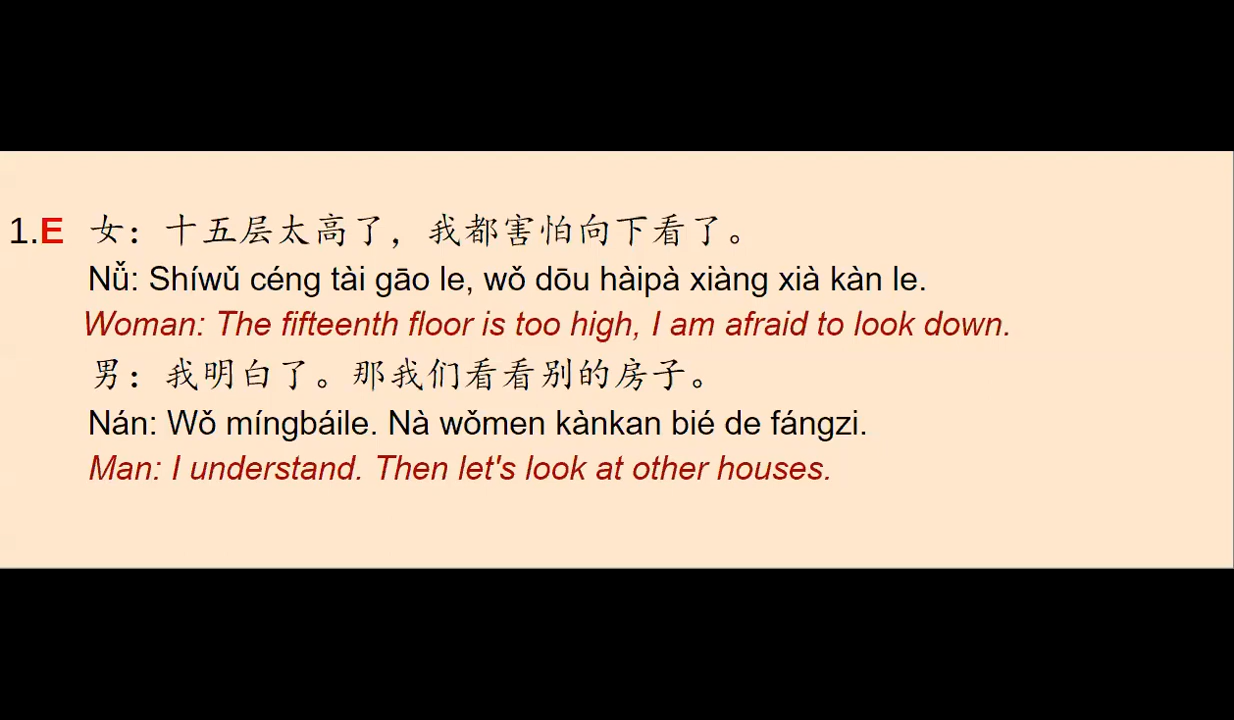 1.E 女：十五层太高了，我都害怕向下看了。
Nǚ: Shíwǔ céng tài gāo le, wǒ dōu hàipà xiàng xià kàn le.
Woman: The fifteenth floor is too high, I am afraid to look down.
男：我明白了。那我们看看别的房子。
Nán: Wǒ míngbáile. Nà wǒmen kànkan bié de fángzi.
Man: I understand. Then let's look at other houses.